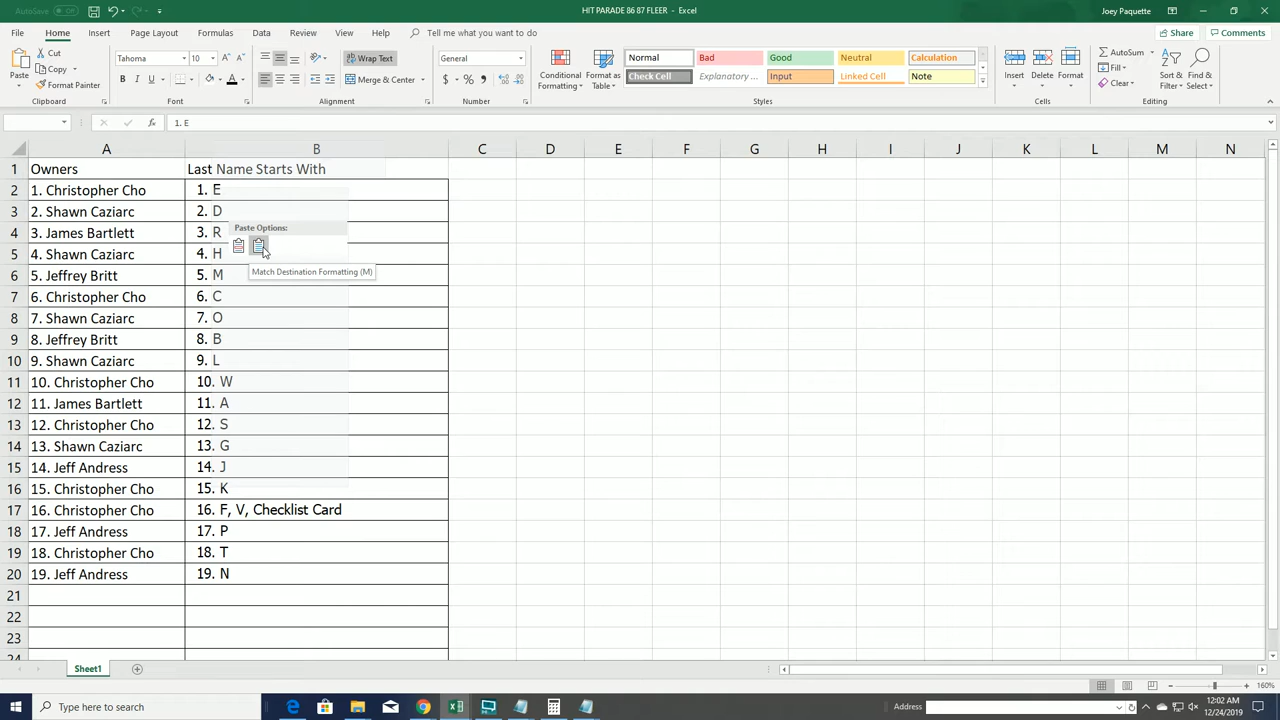 AutoSave Off
HIT PARADE 86 87 FLEER - Excel
Joey Paquette
File Home Insert Page Layout Formulas Data Review View Help Tell me what you want to do Share Comments
Paste
Cut
Copy
Format Painter
Clipboard
Tahoma 10
B I U
Font
Wrap Text
Merge & Center
Alignment
General
$ % ,
Number
Conditional Formatting
Format as Table
Normal Bad Good Neutral Calculation
Check Cell Explanatory ... Input Linked Cell Note
Styles
Insert Delete Format
Cells
AutoSum
Fill
Clear
Sort & Filter
Find & Select
Editing
fx 1. E
A B C D E F G H I J K L M N
1 Owners Last Name Starts With
2 1. Christopher Cho 1. E
3 2. Shawn Caziarc 2. D
4 3. James Bartlett 3. R
5 4. Shawn Caziarc 4. H
6 5. Jeffrey Britt 5. M
7 6. Christopher Cho 6. C
8 7. Shawn Caziarc 7. O
9 8. Jeffrey Britt 8. B
10 9. Shawn Caziarc 9. L
11 10. Christopher Cho 10. W
12 11. James Bartlett 11. A
13 12. Christopher Cho 12. S
14 13. Shawn Caziarc 13. G
15 14. Jeff Andress 14. J
16 15. Christopher Cho 15. K
17 16. Christopher Cho 16. F, V, Checklist Card
18 17. Jeff Andress 17. P
19 18. Christopher Cho 18. T
20 19. Jeff Andress 19. N
21
22
23
24
Paste Options:
Match Destination Formatting (M)
Sheet1
160%
Type here to search
Address
12:02 AM
12/24/2019